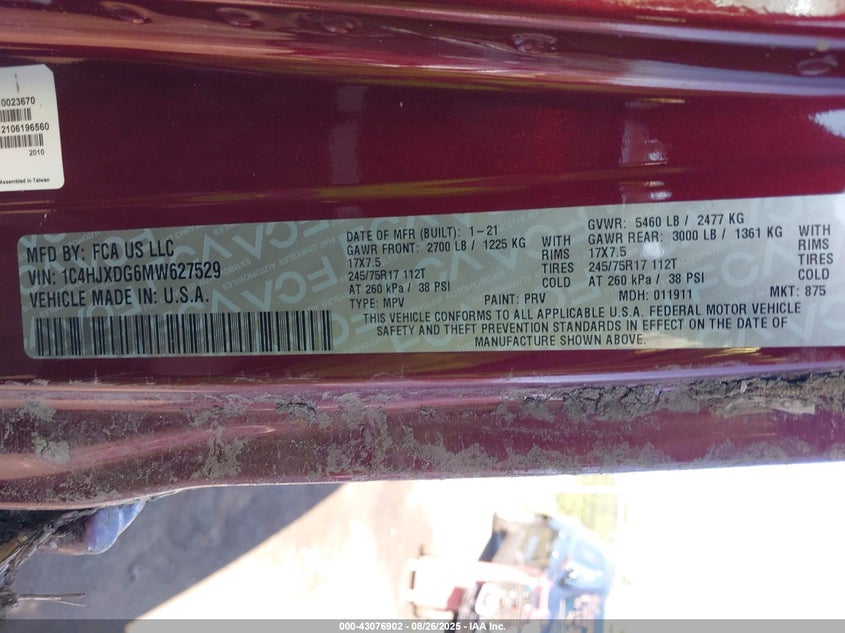 0023670
2106196560
2010
Assembled in Taiwan
MFD BY: FCA US LLC
VIN: 1C4HJXDG6MW627529
VEHICLE MADE IN: U.S.A.
DATE OF MFR (BUILT): 1-21
GAWR FRONT: 2700 LB / 1225 KG WITH
17X7.5 RIMS
245/75R17 112T TIRES
AT 260 kPa / 38 PSI COLD
TYPE: MPV PAINT: PRV
GVWR: 5460 LB / 2477 KG
GAWR REAR: 3000 LB / 1361 KG WITH
17X7.5 RIMS
245/75R17 112T TIRES
AT 260 kPa / 38 PSI COLD
MDH: 011911 MKT: 875
THIS VEHICLE CONFORMS TO ALL APPLICABLE U.S.A. FEDERAL MOTOR VEHICLE
SAFETY AND THEFT PREVENTION STANDARDS IN EFFECT ON THE DATE OF
MANUFACTURE SHOWN ABOVE.
000-43076902 - 08/26/2025 - IAA Inc.